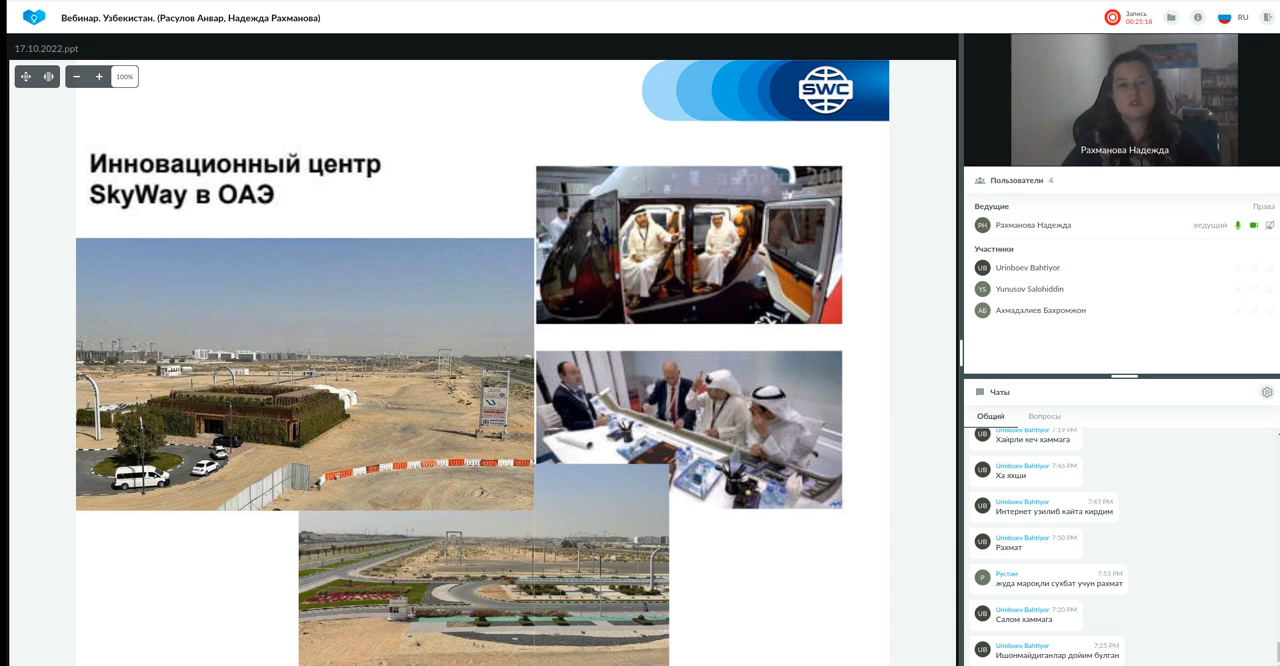 Вебинар. Узбекистан. (Расулов Анвар, Надежда Рахманова)
Запись
00:25:18
RU
17.10.2022.ppt
100%
SWC
Инновационный центр
SkyWay в ОАЭ
Рахманова Надежда
Пользователи 4
Ведущие Права
РН Рахманова Надежда ведущий
Участники
UB Urinboev Bahtiyor
YS Yunusov Salohiddin
АБ Ахмадалиев Бахромжон
Чаты
Общий Вопросы
UB Urinboev Bahtiyor 7:19 PM
Хайрли кеч хаммага
UB Urinboev Bahtiyor 7:46 PM
Ха яхши
UB Urinboev Bahtiyor 7:47 PM
Интернет узилиб кайта кирдим
UB Urinboev Bahtiyor 7:50 PM
Рахмат
Р Рустам 7:53 PM
жуда мароқли сухбат учун рахмат
UB Urinboev Bahtiyor 7:20 PM
Салом хаммага
UB Urinboev Bahtiyor 7:25 PM
Ишонмайдиганлар дойим булган